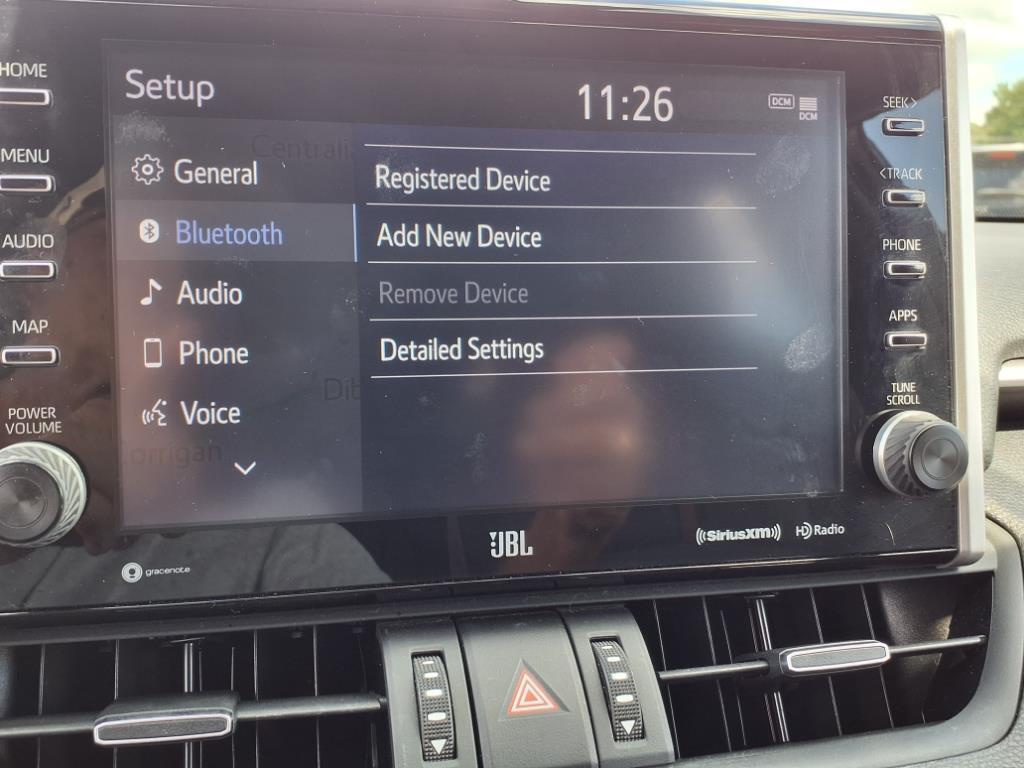 HOME
Setup
11:26
DCM
DCM
SEEK>
MENU
General
Registered Device
<TRACK
AUDIO
Bluetooth
Add New Device
PHONE
Audio
Remove Device
MAP
Phone
Detailed Settings
APPS
POWER
VOLUME
Voice
TUNE
SCROLL
JBL
((SiriusXM))
HD Radio
gracenote